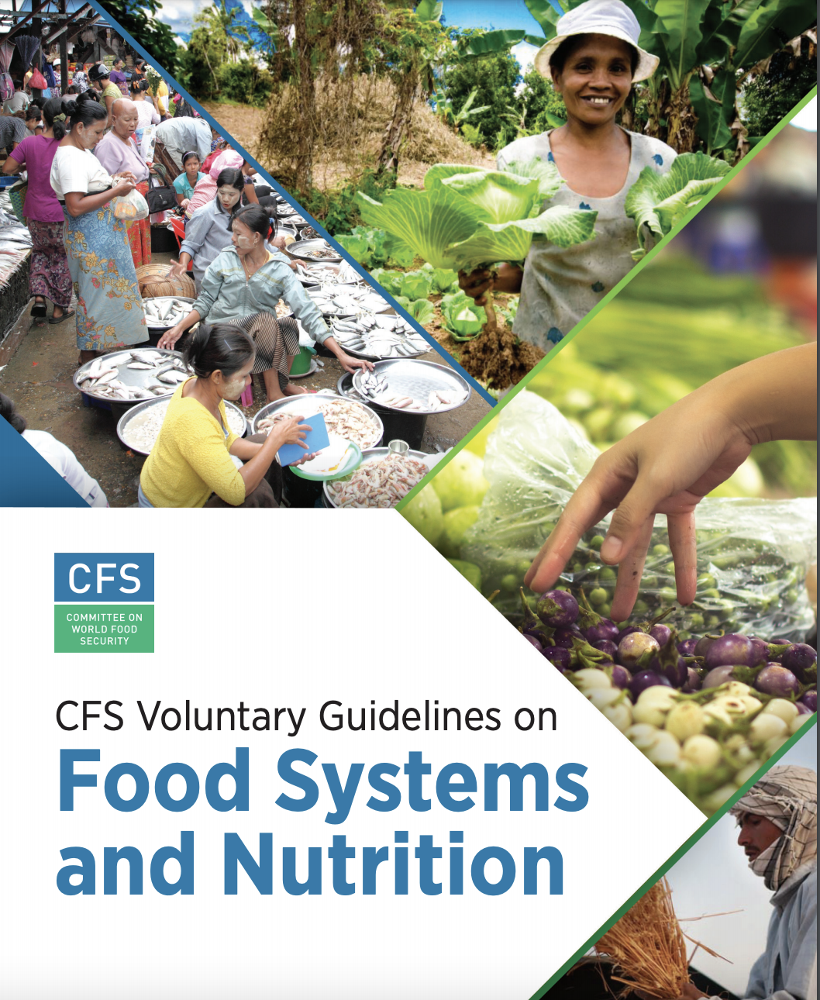 CFS
COMMITTEE ON
WORLD FOOD
SECURITY
CFS Voluntary Guidelines on
Food Systems
and Nutrition